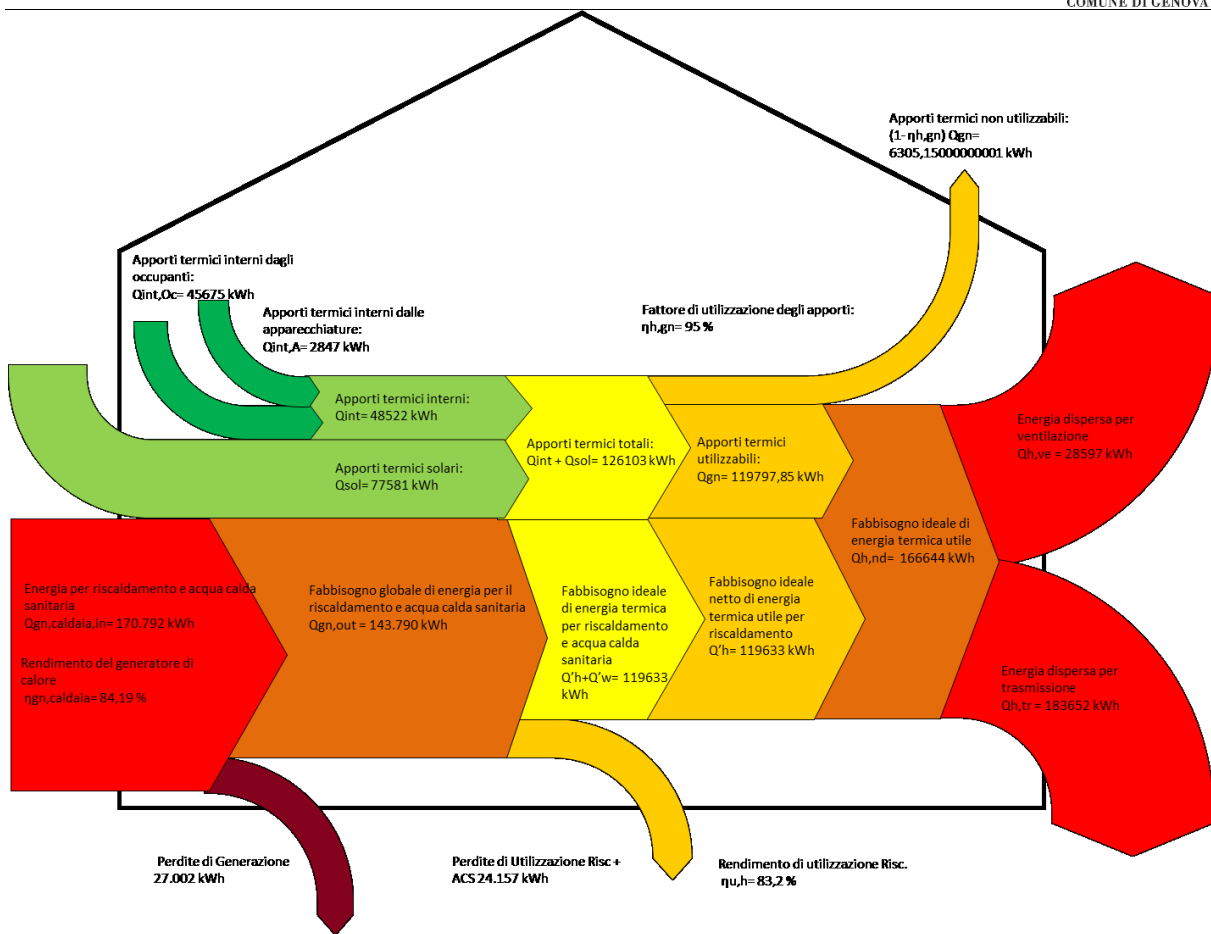 COMUNE DI GENOVA
Apporti termici non utilizzabili:
(1- ηh,gn) Qgn=
6305,15000000001 kWh
Apporti termici interni dagli
occupanti:
Qint,Oc= 45675 kWh
Apporti termici interni dalle
apparecchiature:
Qint,A= 2847 kWh
Fattore di utilizzazione degli apporti:
ηh,gn= 95 %
Apporti termici interni:
Qint= 48522 kWh
Apporti termici solari:
Qsol= 77581 kWh
Apporti termici totali:
Qint + Qsol= 126103 kWh
Apporti termici
utilizzabili:
Qgn= 119797,85 kWh
Energia dispersa per
ventilazione
Qh,ve = 28597 kWh
Fabbisogno ideale di
energia termica utile
Qh,nd= 166644 kWh
Energia per riscaldamento e acqua calda
sanitaria
Qgn,caldaia,in= 170.792 kWh
Rendimento del generatore di
calore
ηgn,caldaia= 84,19 %
Fabbisogno globale di energia per il
riscaldamento e acqua calda sanitaria
Qgn,out = 143.790 kWh
Fabbisogno ideale
di energia termica
per riscaldamento
e acqua calda
sanitaria
Q'h+Q'w= 119633
kWh
Fabbisogno ideale
netto di energia
termica utile per
riscaldamento
Q'h= 119633 kWh
Energia dispersa per
trasmissione
Qh,tr = 183652 kWh
Perdite di Generazione
27.002 kWh
Perdite di Utilizzazione Risc +
ACS 24.157 kWh
Rendimento di utilizzazione Risc.
ηu,h= 83,2 %